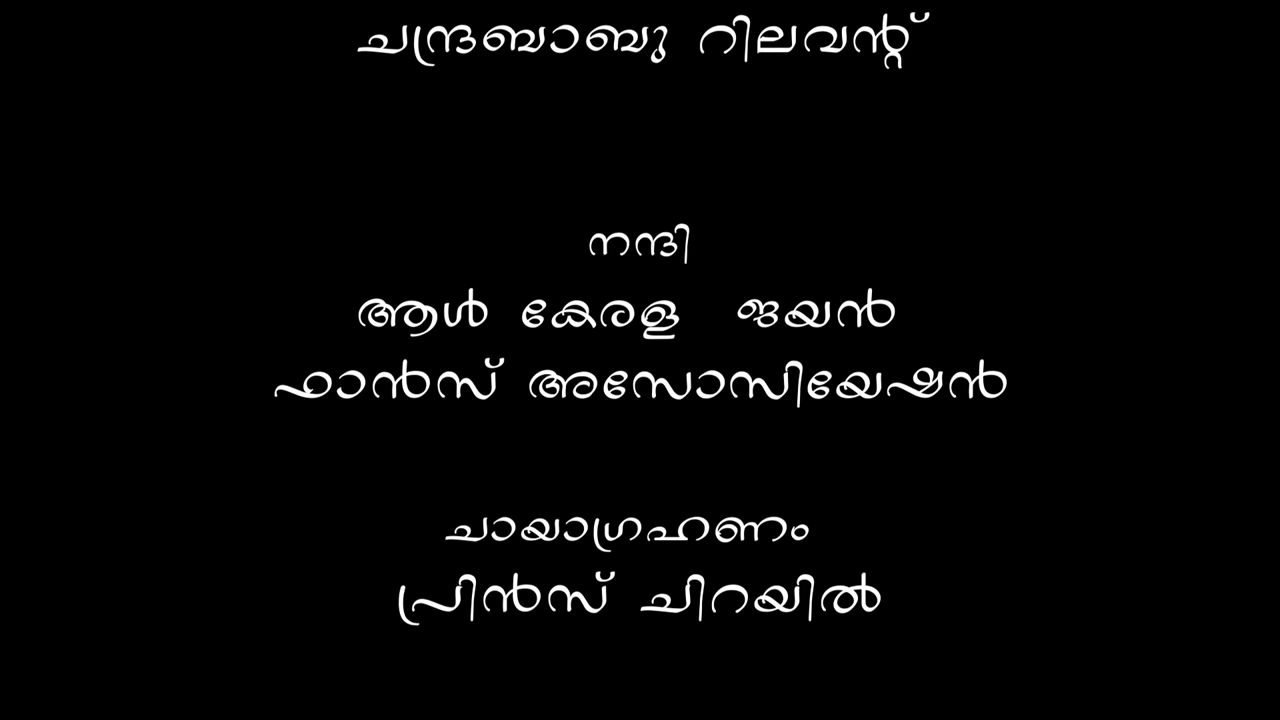 ചന്ദ്രബാബു റിലവന്റ്
നന്ദി
ആൾ കേരള ജയൻ
ഫാൻസ് അസോസിയേഷൻ
ചായാഗ്രഹണം
പ്രിൻസ് ചിറയിൽ